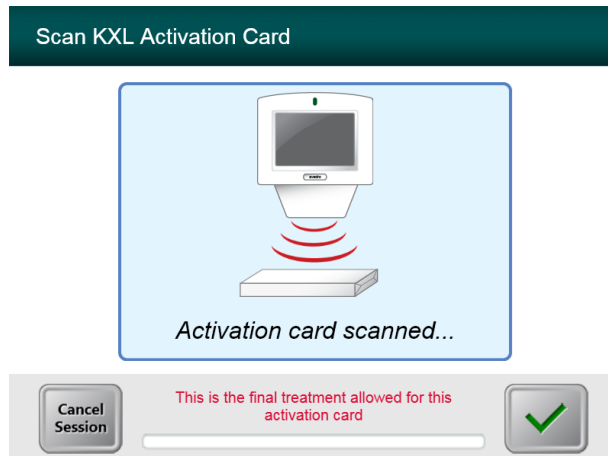 Scan KXL Activation Card
avedro
Activation card scanned...
Cancel
Session
This is the final treatment allowed for this
activation card